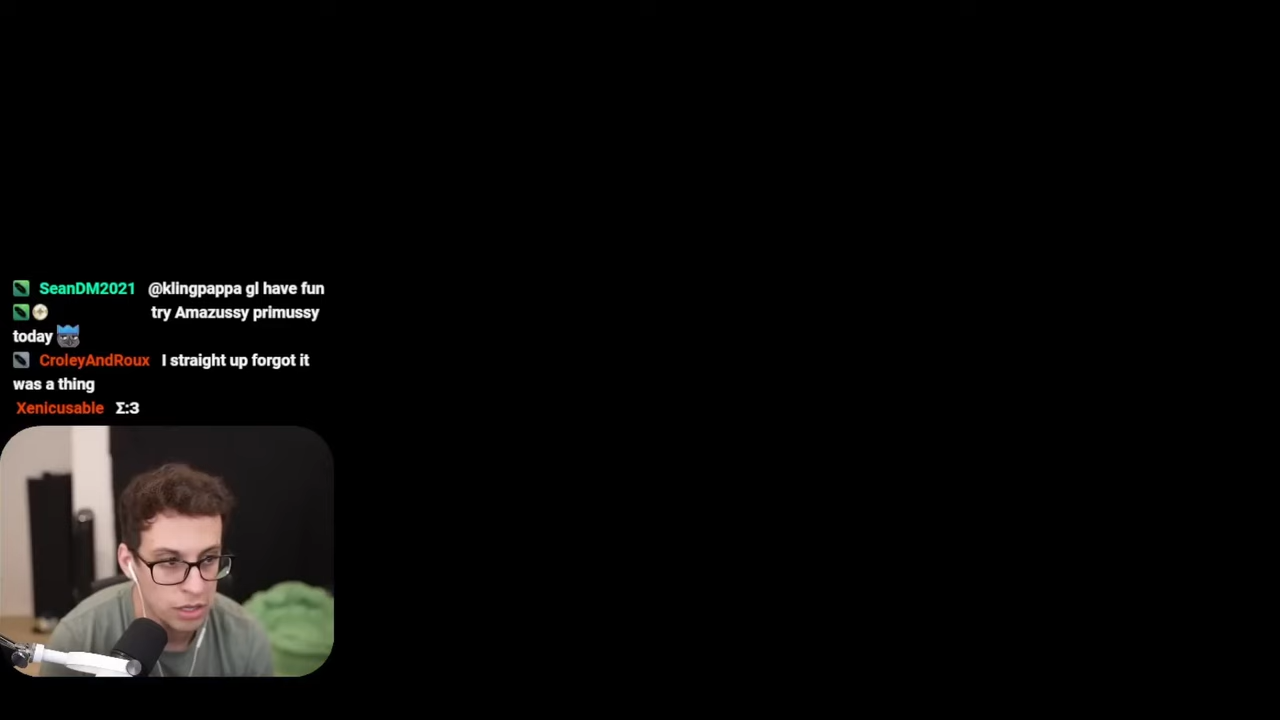 SeanDM2021 @klingpappa gl have fun
try Amazussy primussy
today
CroleyAndRoux I straight up forgot it
was a thing
Xenicusable Σ:3